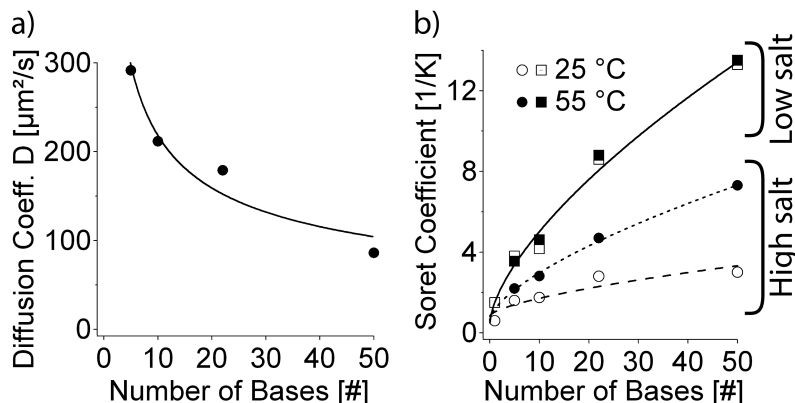 a)
Diffusion Coeff. D [µm²/s]
300
200
100
0
0 10 20 30 40 50
Number of Bases [#]
b)
Soret Coefficient [1/K]
12
8
4
0
25 °C
55 °C
0 10 20 30 40 50
Number of Bases [#]
Low salt
High salt